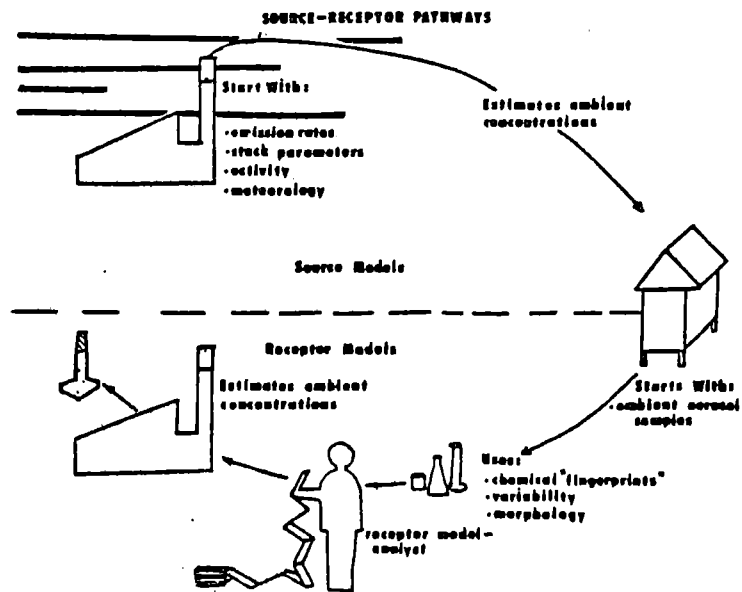 SOURCE-RECEPTOR PATHWAYS
Start With:
•emission rates
•stack parameters
•activity
•meteorology
Estimates ambient
concentrations
Source Models
Receptor Models
Estimates ambient
concentrations
Starts With:
•ambient aerosol
samples
Uses:
•chemical "fingerprints"
•variability
•morphology
receptor model-
analyst